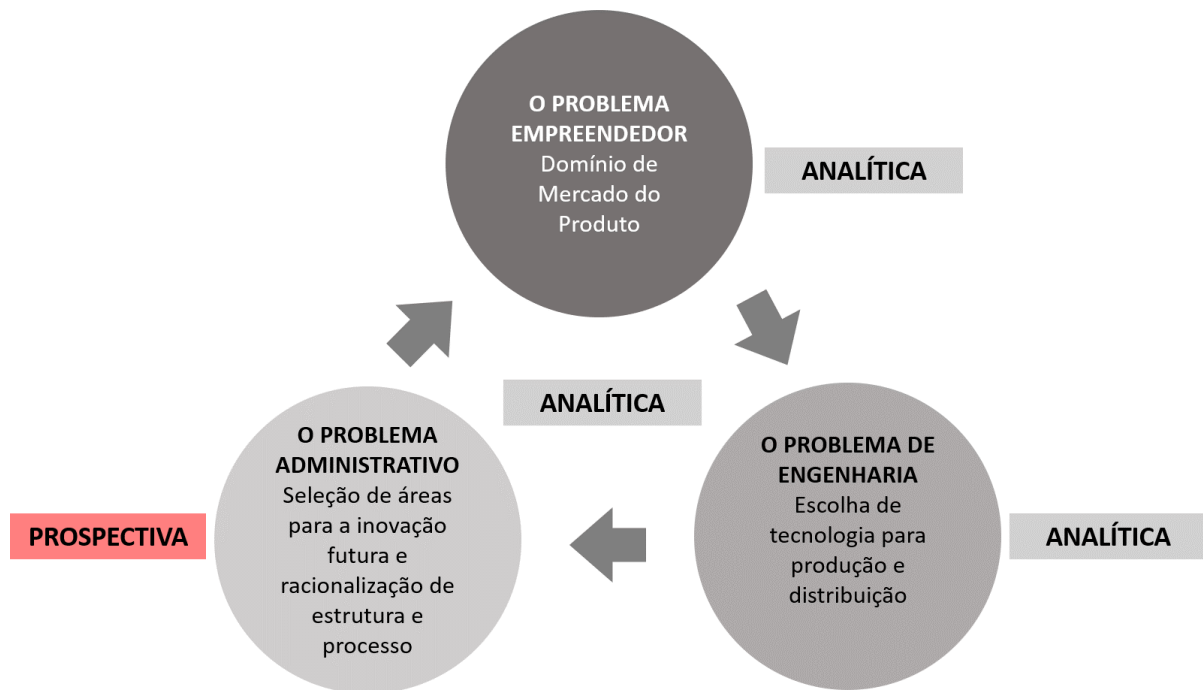 O PROBLEMA
EMPREENDEDOR
Domínio de
Mercado do
Produto
ANALÍTICA
ANALÍTICA
O PROBLEMA
ADMINISTRATIVO
Seleção de áreas
para a inovação
futura e
racionalização de
estrutura e
processo
PROSPECTIVA
O PROBLEMA DE
ENGENHARIA
Escolha de
tecnologia para
produção e
distribuição
ANALÍTICA